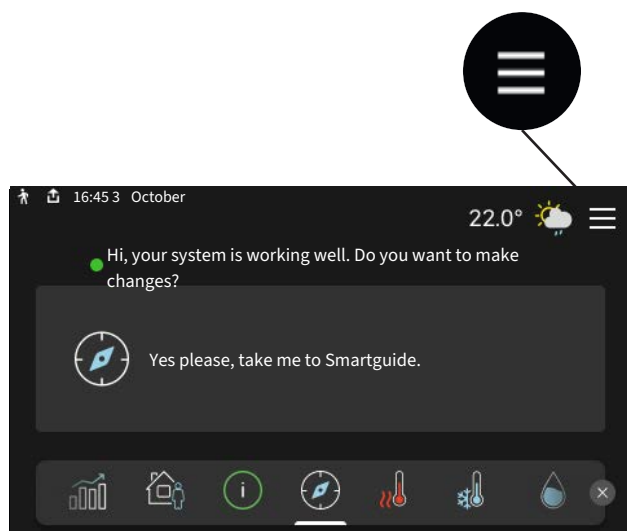 16:45 3 October
22.0°
Hi, your system is working well. Do you want to make
changes?
Yes please, take me to Smartguide.
i